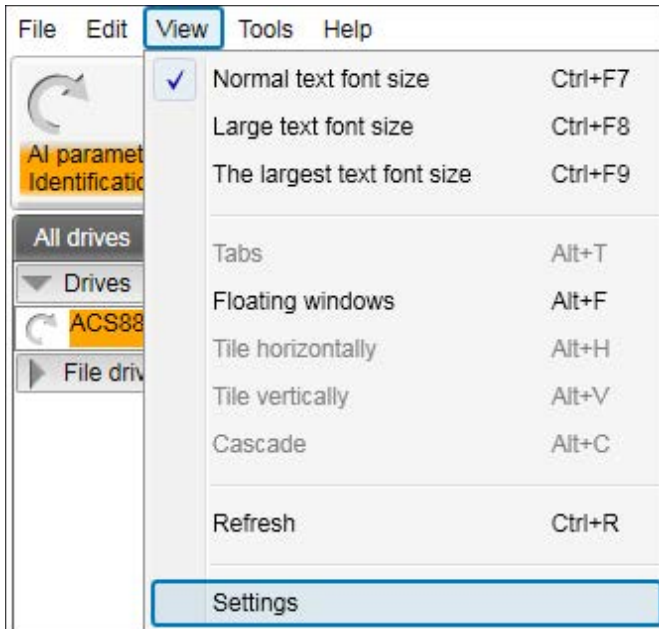 File Edit View Tools Help
Normal text font size Ctrl+F7
Large text font size Ctrl+F8
The largest text font size Ctrl+F9
AI paramet
Identificatio
All drives
Tabs Alt+T
Drives
Floating windows Alt+F
ACS88
Tile horizontally Alt+H
File driv
Tile vertically Alt+V
Cascade Alt+C
Refresh Ctrl+R
Settings